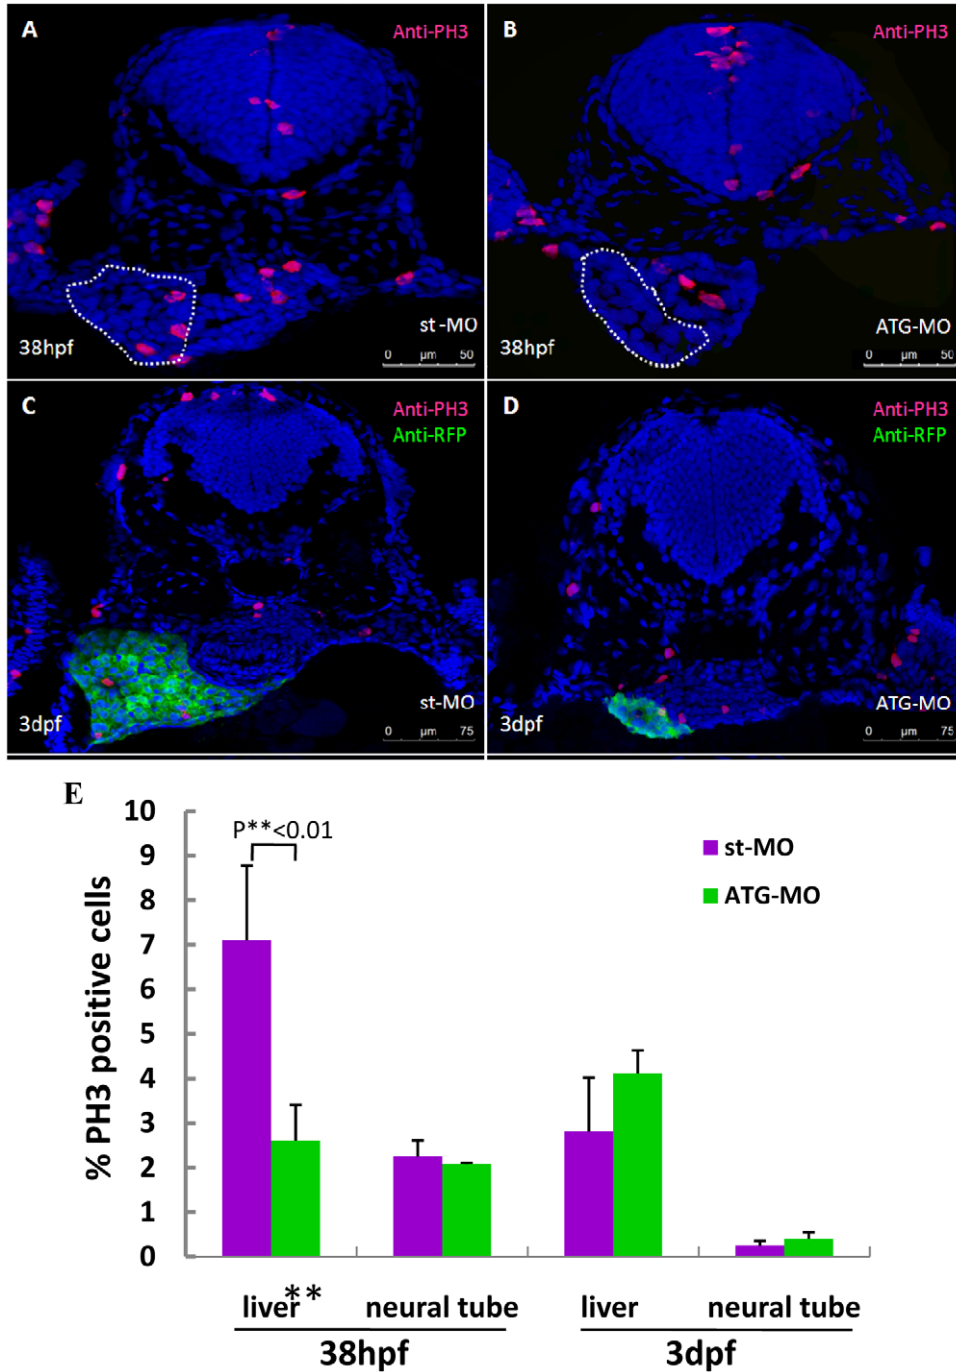 A
Anti-PH3
st-MO
38hpf
0 µm 50
B
Anti-PH3
ATG-MO
38hpf
0 µm 50
C
Anti-PH3
Anti-RFP
st-MO
3dpf
0 µm 75
D
Anti-PH3
Anti-RFP
ATG-MO
3dpf
0 µm 75
E
% PH3 positive cells
10
9
8
7
6
5
4
3
2
1
0
P**<0.01
st-MO
ATG-MO
liver** neural tube liver neural tube
38hpf 3dpf